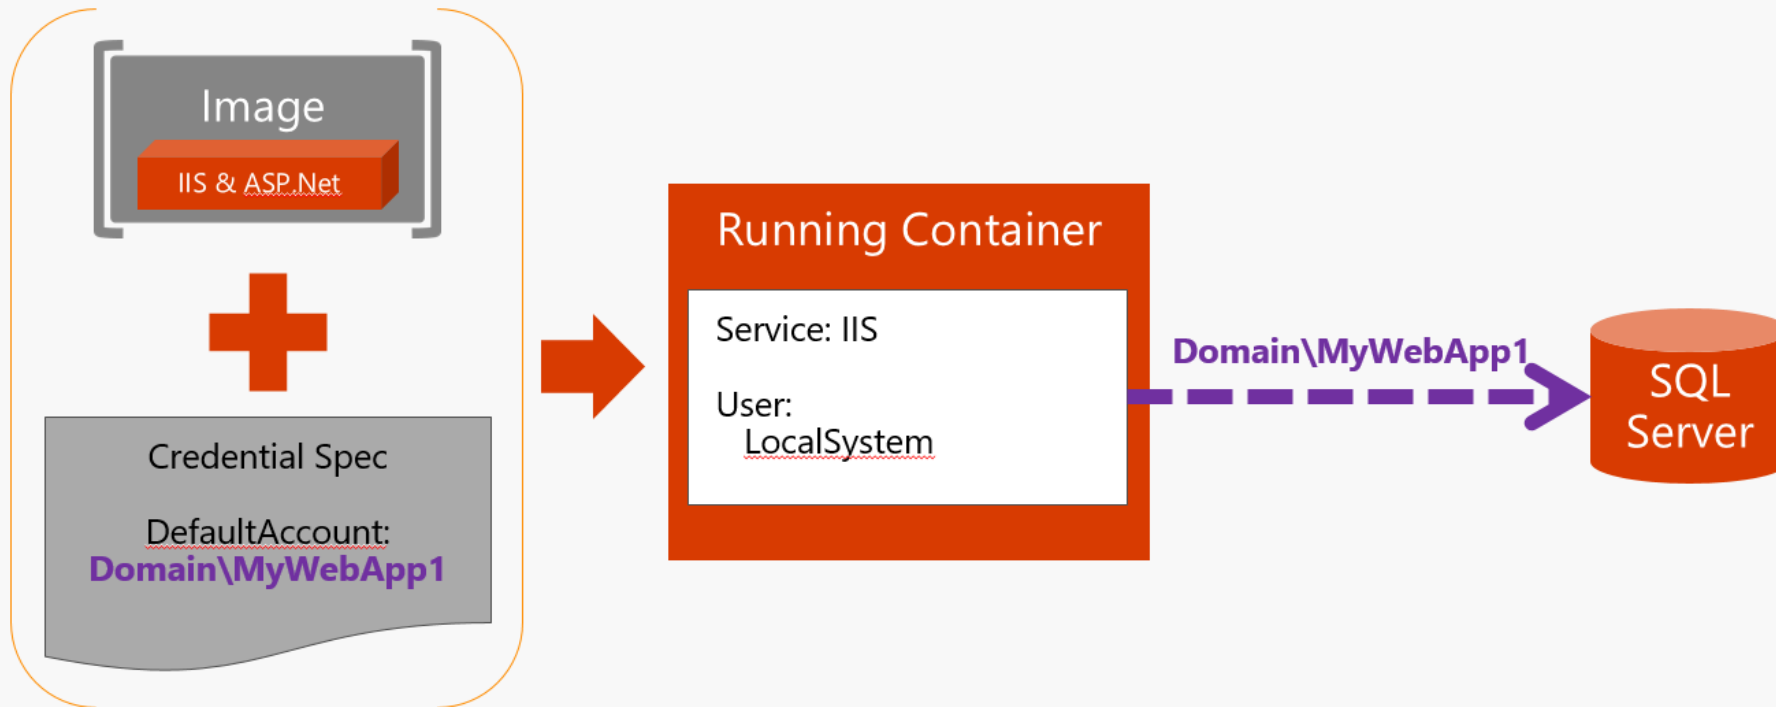 Image
IIS & ASP.Net
Credential Spec
DefaultAccount:
Domain\MyWebApp1
Running Container
Service: IIS
User:
LocalSystem
Domain\MyWebApp1
SQL
Server